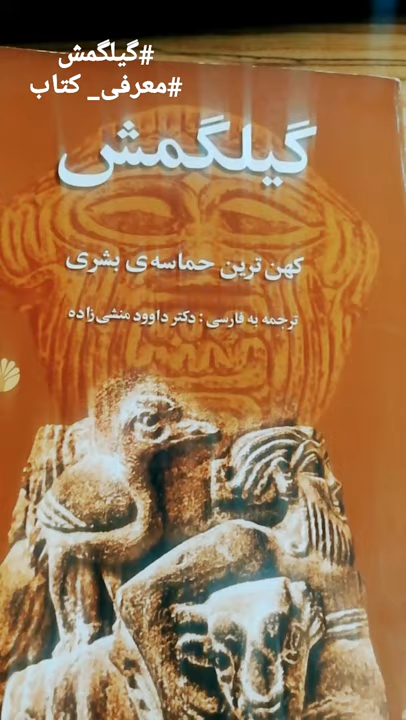 #گیلگمش
#معرفی_ کتاب
گیلگمش
کهن ترین حماسه‌ی بشری
ترجمه به فارسی : دکتر داوود منشی‌زاده